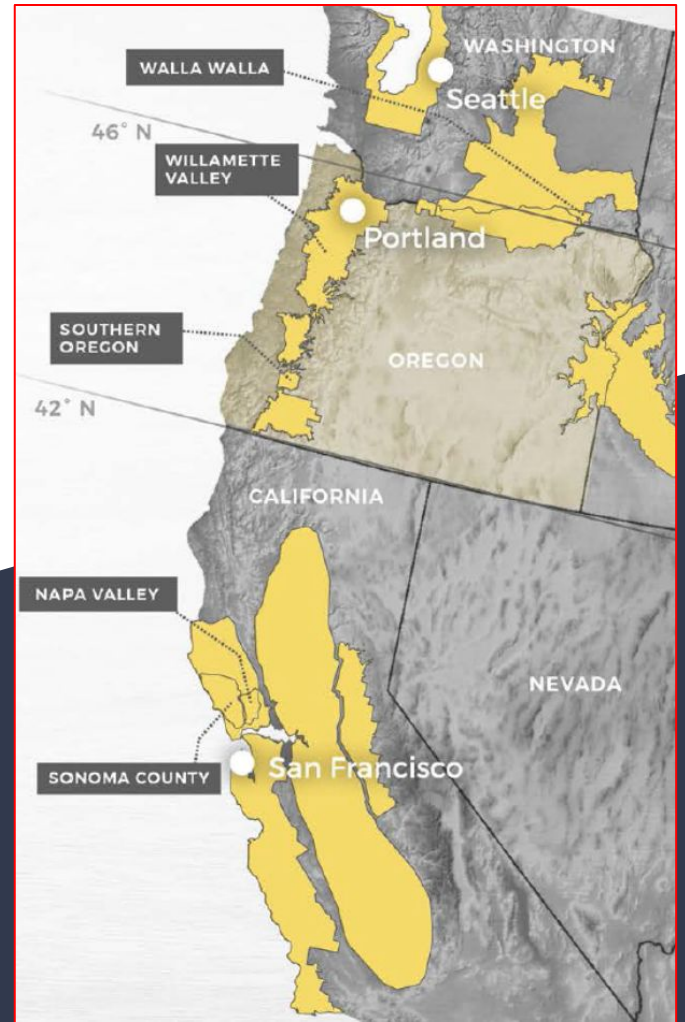 WASHINGTON
WALLA WALLA
Seattle
46° N
WILLAMETTE
VALLEY
Portland
SOUTHERN
OREGON
OREGON
42° N
CALIFORNIA
NAPA VALLEY
NEVADA
SONOMA COUNTY
San Francisco